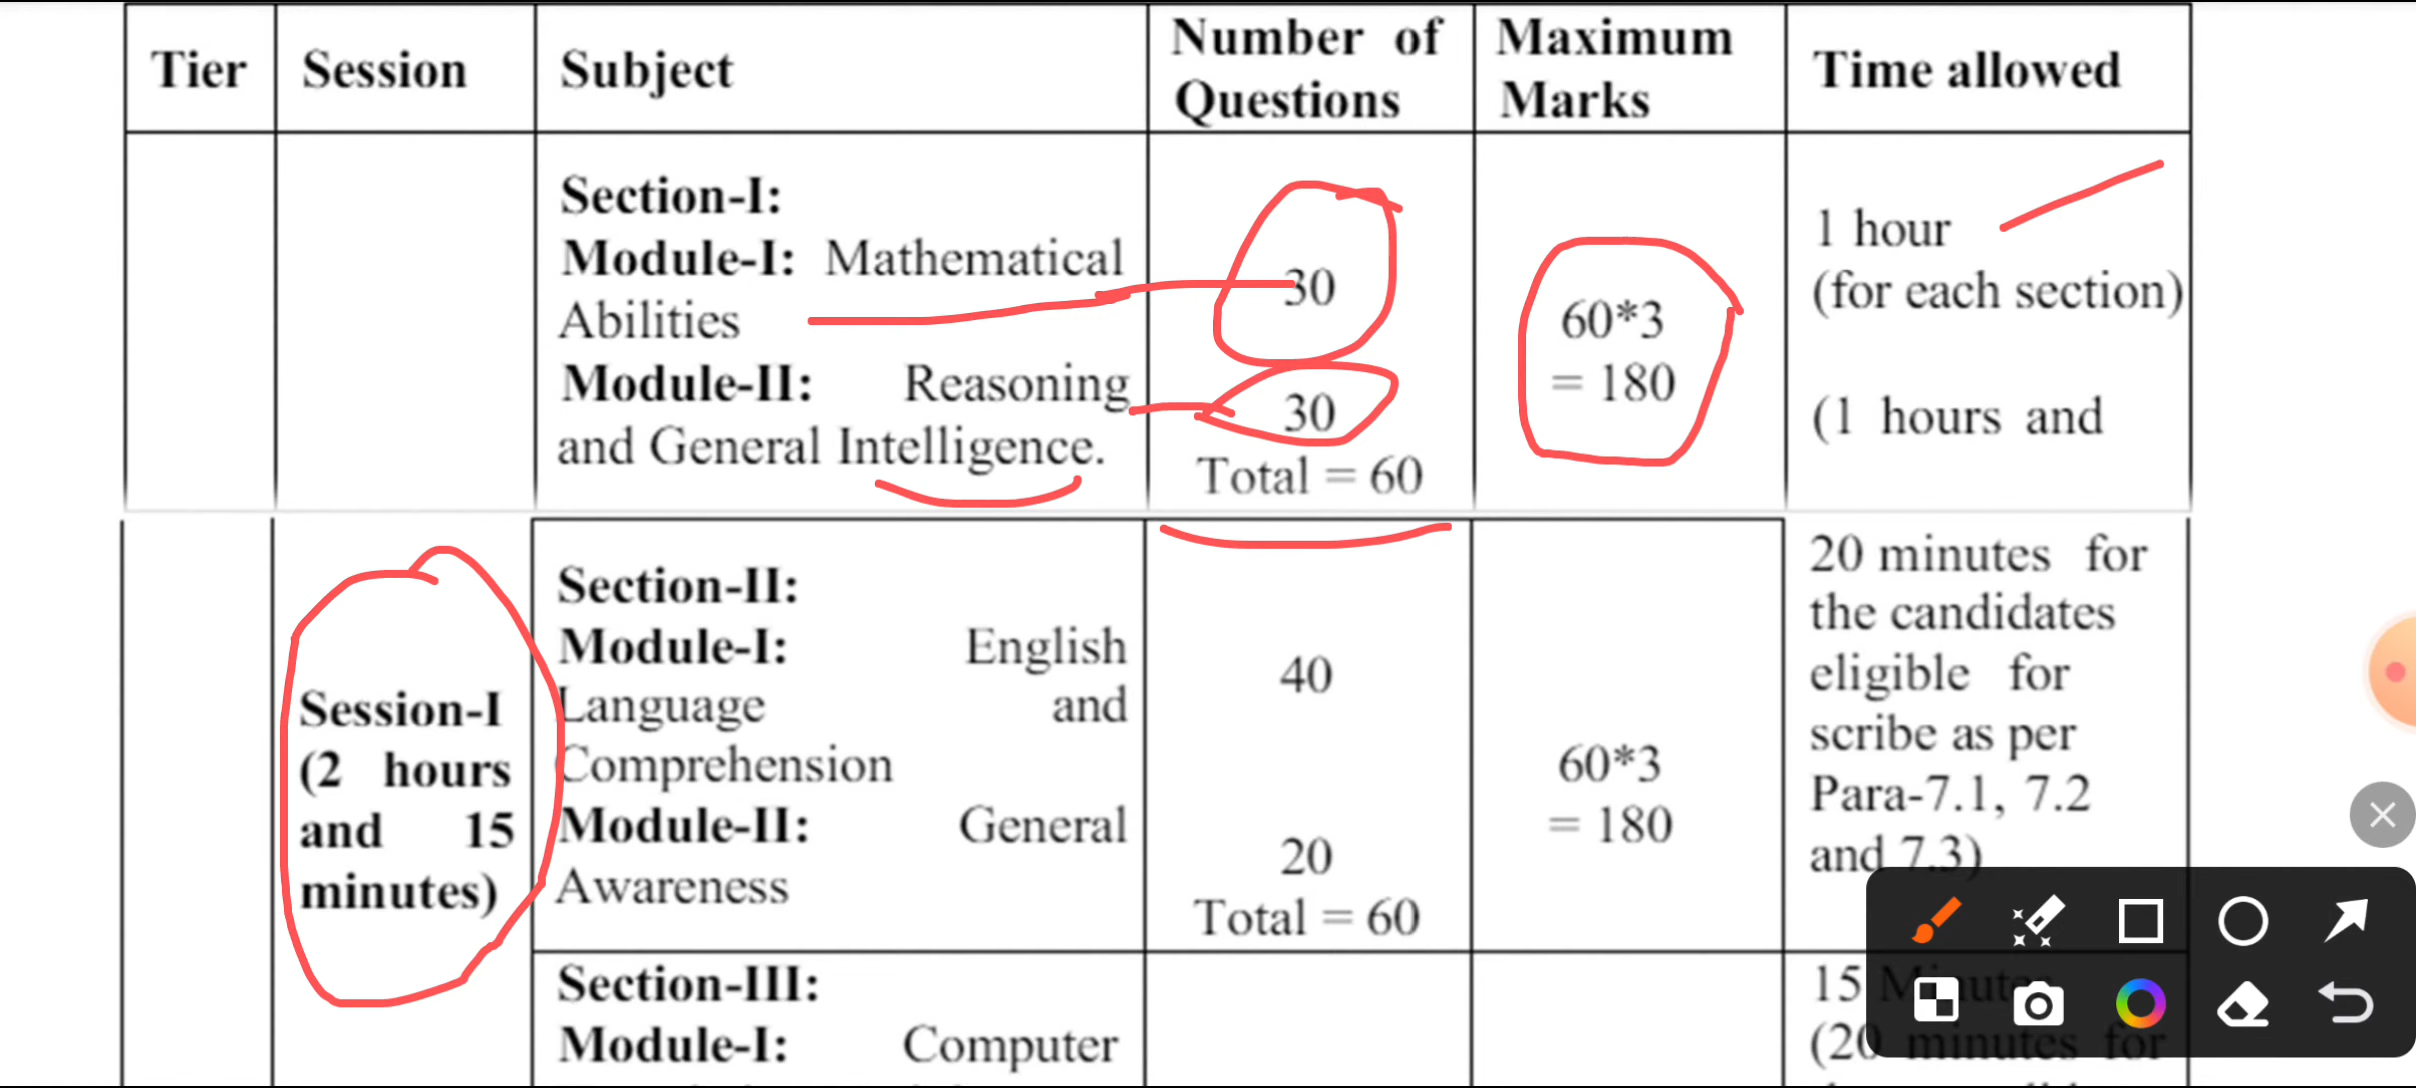 Tier Session Subject Number of Questions Maximum Marks Time allowed
Section-I:
Module-I: Mathematical
Abilities
Module-II: Reasoning
and General Intelligence.
30
30
Total = 60
60*3
= 180
1 hour
(for each section)
(1 hours and
Session-I
(2 hours
and 15
minutes)
Section-II:
Module-I: English
Language and
Comprehension
Module-II: General
Awareness
40
20
Total = 60
60*3
= 180
20 minutes for
the candidates
eligible for
scribe as per
Para-7.1, 7.2
and 7.3)
Section-III:
Module-I: Computer
15
(20 minutes for